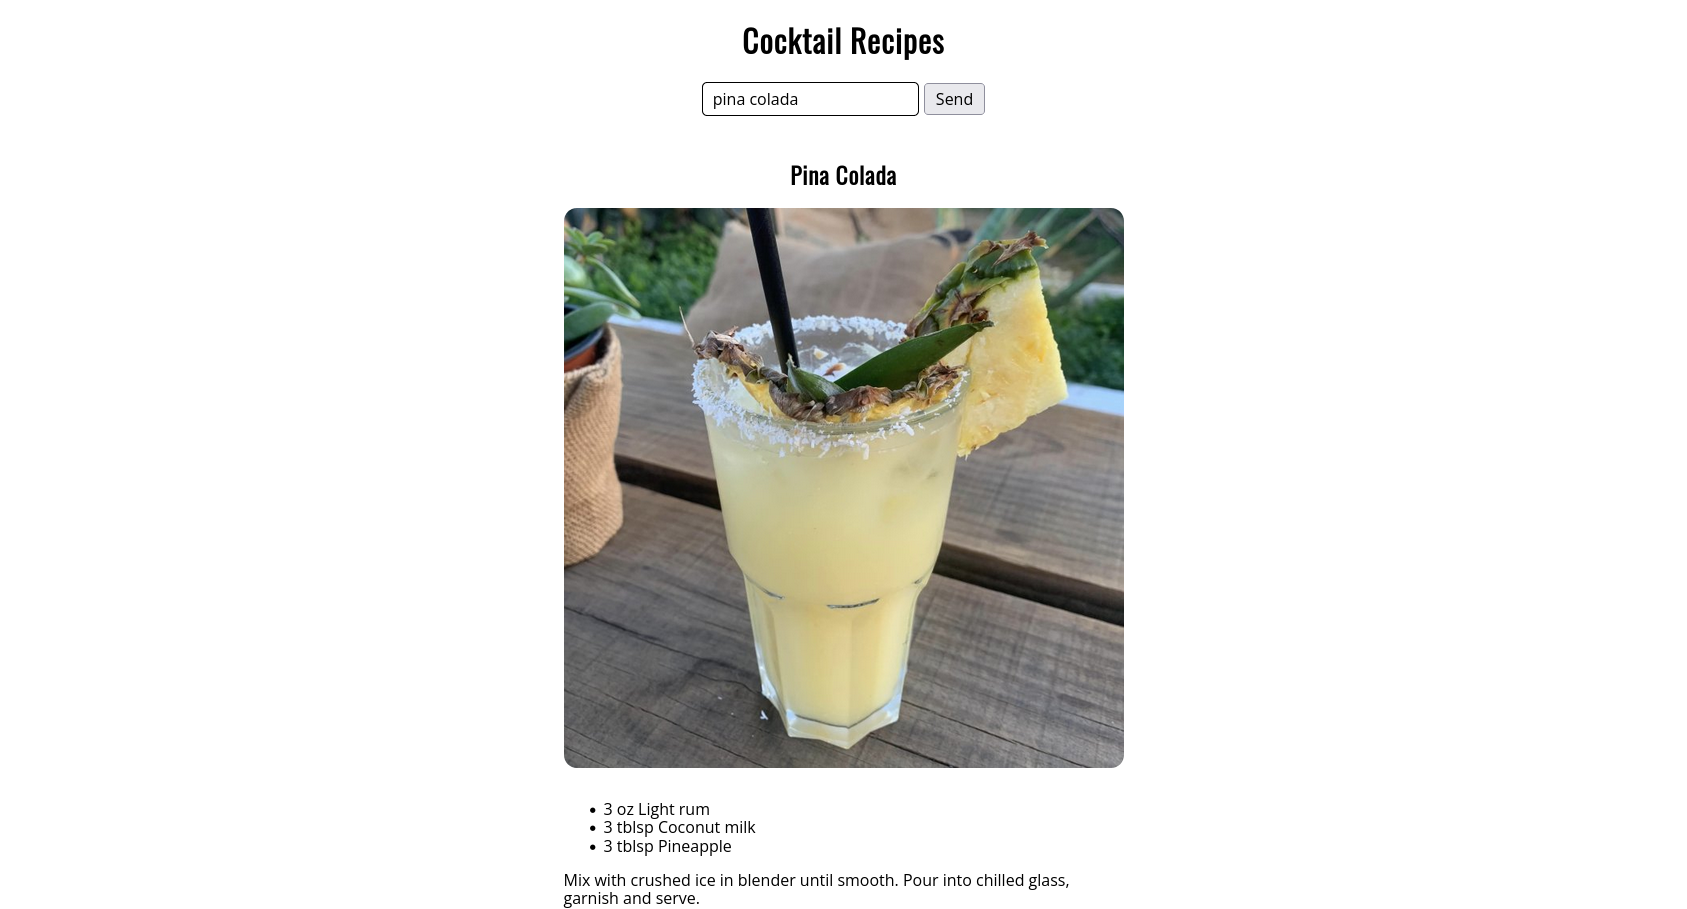 Cocktail Recipes
pina colada
Send
Pina Colada
3 oz Light rum
3 tblsp Coconut milk
3 tblsp Pineapple
Mix with crushed ice in blender until smooth. Pour into chilled glass,
garnish and serve.